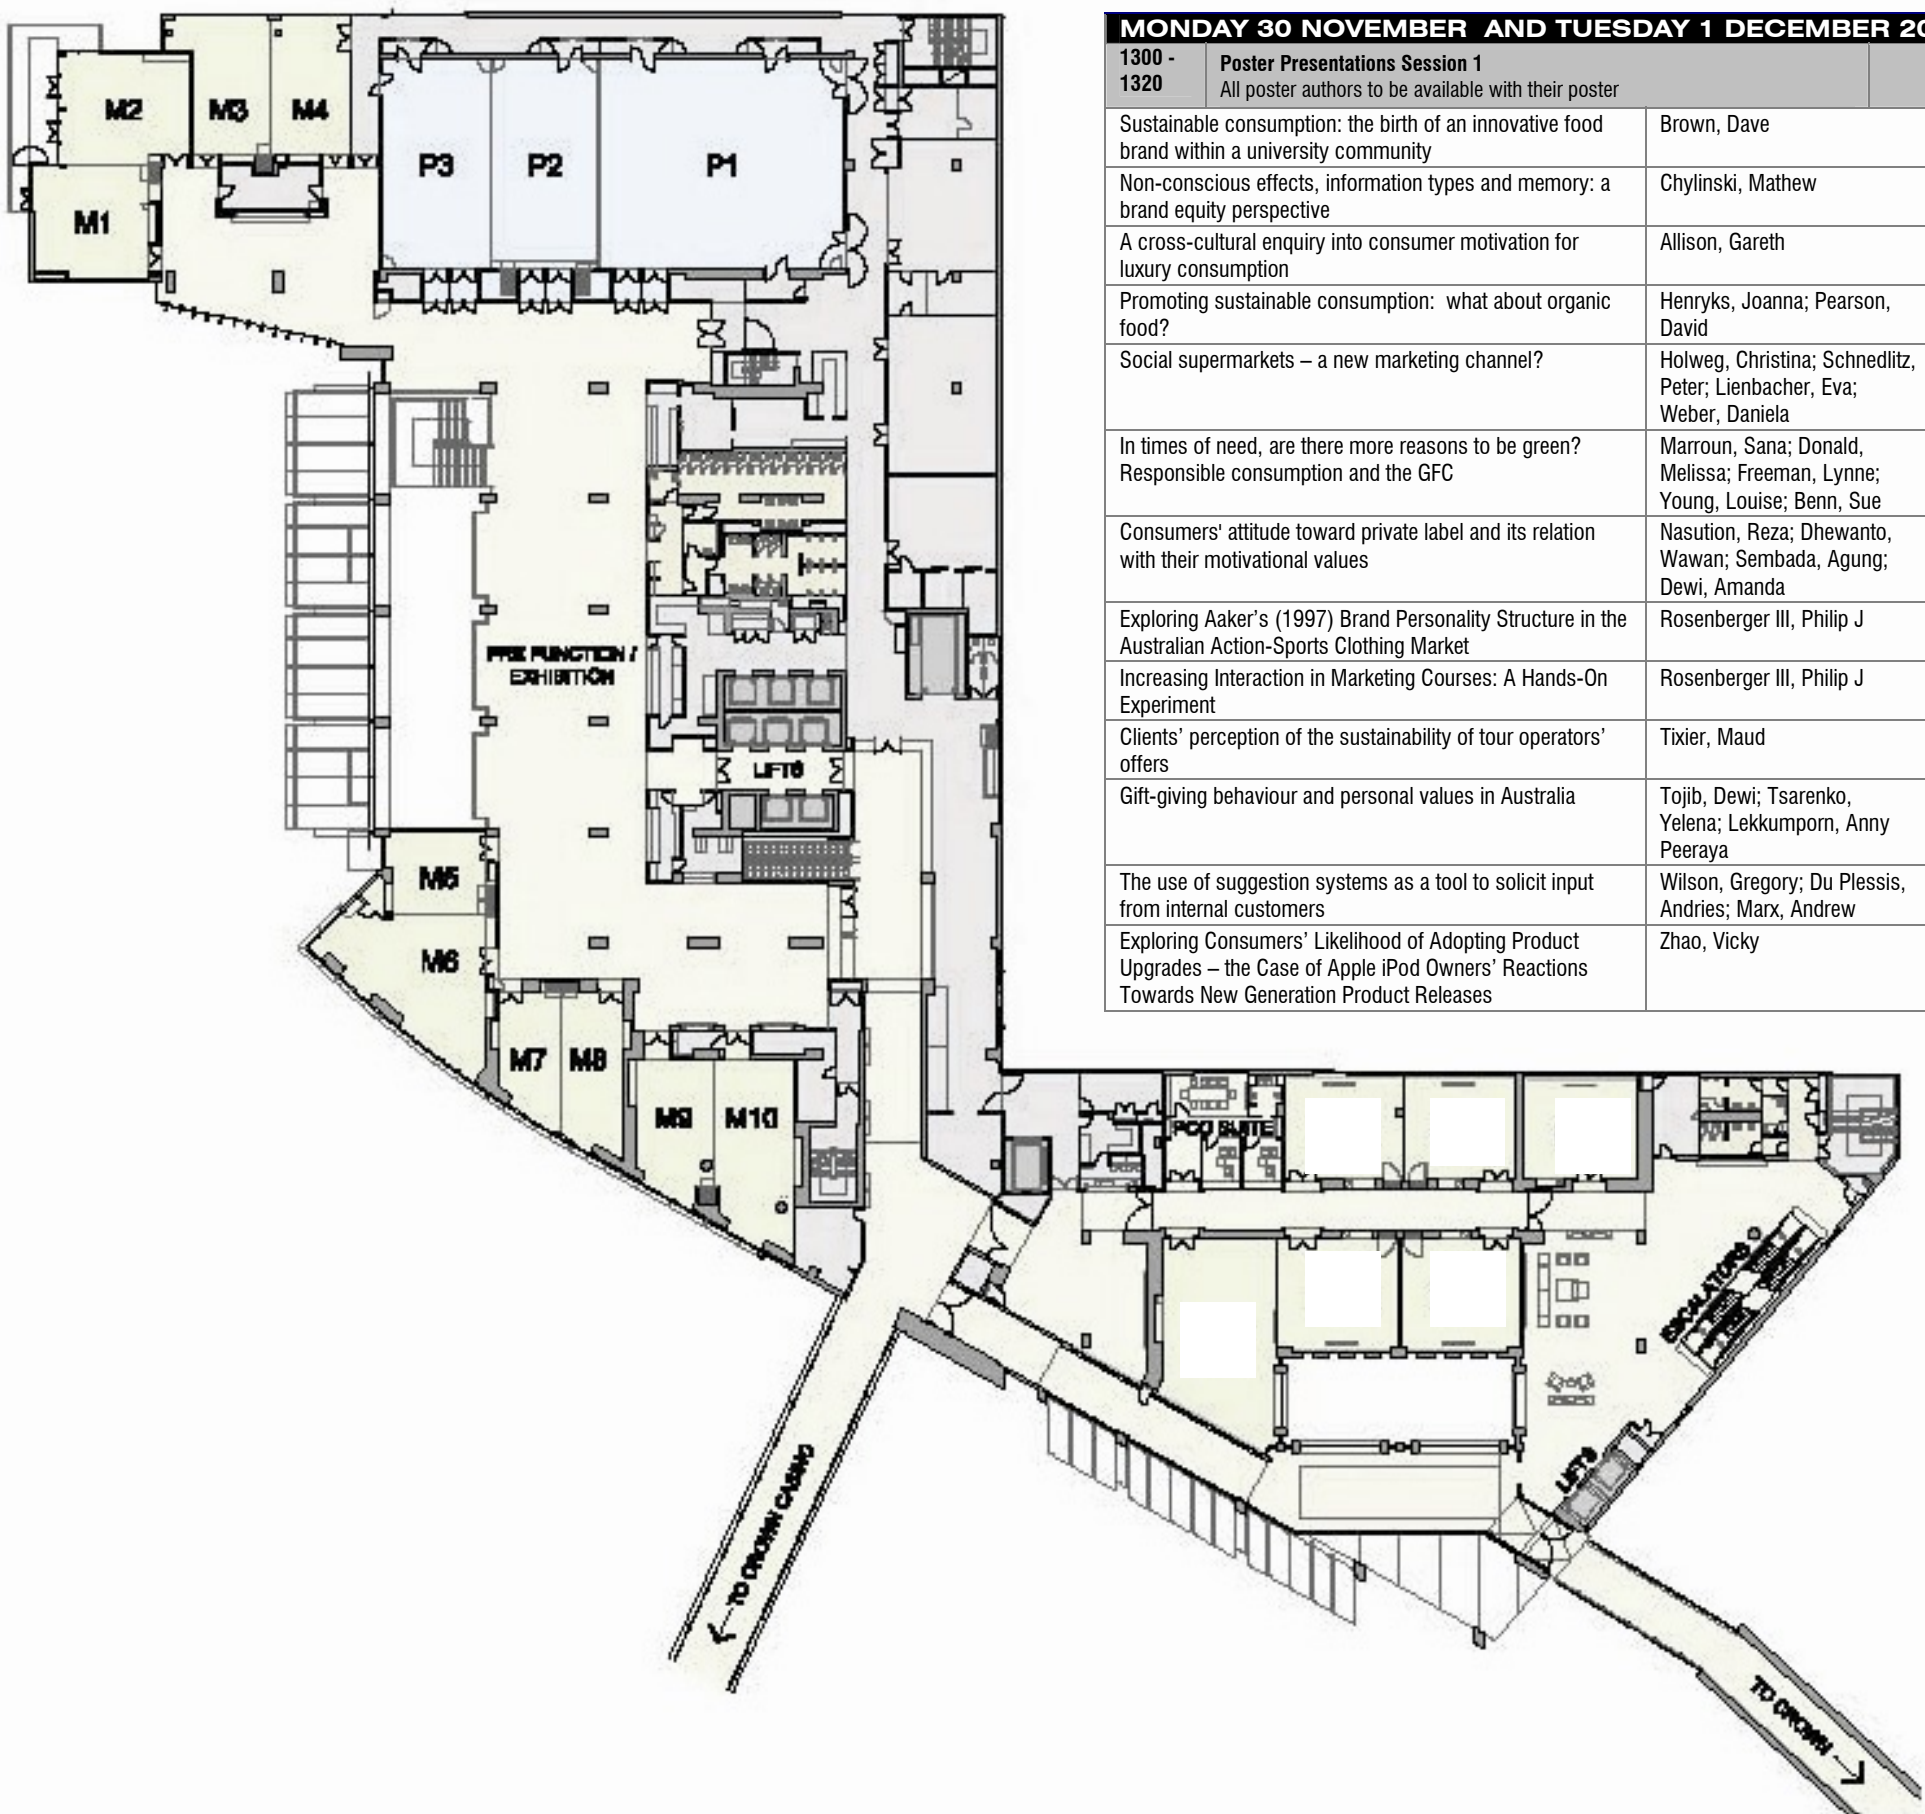 MONDAY 30 NOVEMBER AND TUESDAY 1 DECEMBER 20
1300 -
1320
Poster Presentations Session 1
All poster authors to be available with their poster
Sustainable consumption: the birth of an innovative food
brand within a university community
Brown, Dave
Non-conscious effects, information types and memory: a
brand equity perspective
Chylinski, Mathew
A cross-cultural enquiry into consumer motivation for
luxury consumption
Allison, Gareth
Promoting sustainable consumption: what about organic
food?
Henryks, Joanna; Pearson,
David
Social supermarkets – a new marketing channel?
Holweg, Christina; Schnedlitz,
Peter; Lienbacher, Eva;
Weber, Daniela
In times of need, are there more reasons to be green?
Responsible consumption and the GFC
Marroun, Sana; Donald,
Melissa; Freeman, Lynne;
Young, Louise; Benn, Sue
Consumers' attitude toward private label and its relation
with their motivational values
Nasution, Reza; Dhewanto,
Wawan; Sembada, Agung;
Dewi, Amanda
Exploring Aaker’s (1997) Brand Personality Structure in the
Australian Action-Sports Clothing Market
Rosenberger III, Philip J
Increasing Interaction in Marketing Courses: A Hands-On
Experiment
Rosenberger III, Philip J
Clients’ perception of the sustainability of tour operators’
offers
Tixier, Maud
Gift-giving behaviour and personal values in Australia
Tojib, Dewi; Tsarenko,
Yelena; Lekkumporn, Anny
Peeraya
The use of suggestion systems as a tool to solicit input
from internal customers
Wilson, Gregory; Du Plessis,
Andries; Marx, Andrew
Exploring Consumers’ Likelihood of Adopting Product
Upgrades – the Case of Apple iPod Owners’ Reactions
Towards New Generation Product Releases
Zhao, Vicky
M2
M3
M4
M1
P3
P2
P1
PRE FUNCTION /
EXHIBITION
LIFTS
M5
M6
M7
M8
M9
M10
PCO SUITE
ESCALATORS
LIFTS
TO CROWN CASINO
TO CROWN